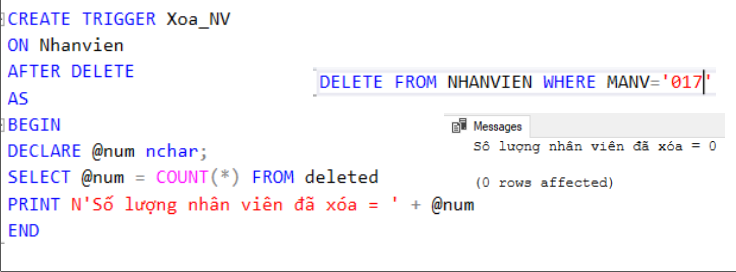 CREATE TRIGGER Xoa_NV
ON Nhanvien
AFTER DELETE
AS
BEGIN
DECLARE @num nchar;
SELECT @num = COUNT(*) FROM deleted
PRINT N'Số lượng nhân viên đã xóa = ' + @num
END
DELETE FROM NHANVIEN WHERE MANV='017'
Messages
Số lượng nhân viên đã xóa = 0
(0 rows affected)